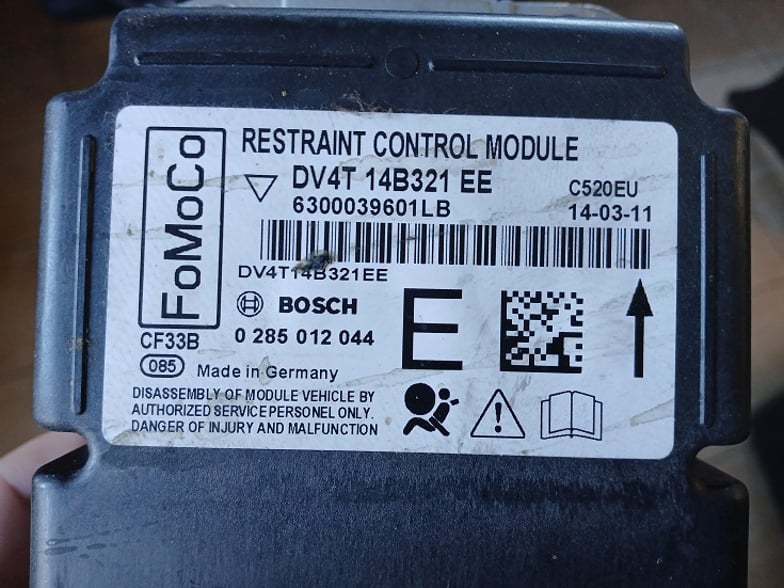 FoMoCo
RESTRAINT CONTROL MODULE
DV4T 14B321 EE
C520EU
6300039601LB
14-03-11
DV4T14B321EE
BOSCH
E
0 285 012 044
CF33B
085
Made in Germany
DISASSEMBLY OF MODULE VEHICLE BY
AUTHORIZED SERVICE PERSONEL ONLY.
DANGER OF INJURY AND MALFUNCTION